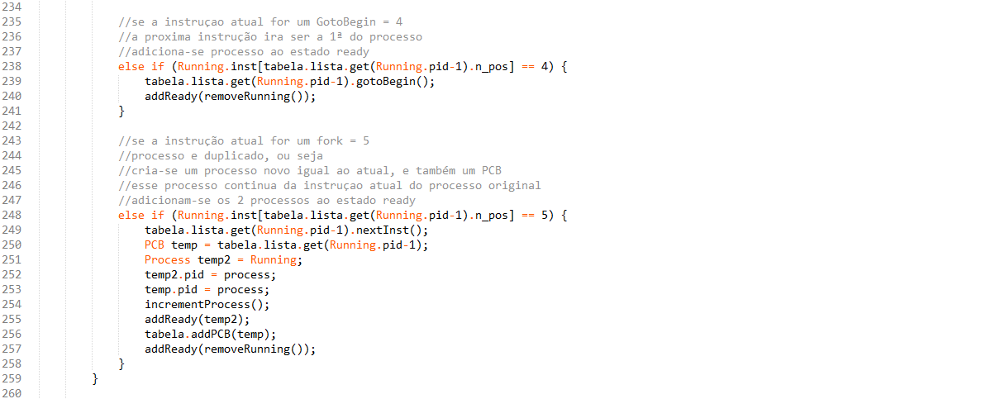 234
235 //se a instruçao atual for um GotoBegin = 4
236 //a proxima instrução ira ser a 1ª do processo
237 //adiciona-se processo ao estado ready
238 else if (Running.inst[tabela.lista.get(Running.pid-1).n_pos] == 4) {
239 tabela.lista.get(Running.pid-1).gotoBegin();
240 addReady(removeRunning());
241 }
242
243 //se a instrução atual for um fork = 5
244 //processo e duplicado, ou seja
245 //cria-se um processo novo igual ao atual, e também um PCB
246 //esse processo continua da instruçao atual do processo original
247 //adicionam-se os 2 processos ao estado ready
248 else if (Running.inst[tabela.lista.get(Running.pid-1).n_pos] == 5) {
249 tabela.lista.get(Running.pid-1).nextInst();
250 PCB temp = tabela.lista.get(Running.pid-1);
251 Process temp2 = Running;
252 temp2.pid = process;
253 temp.pid = process;
254 incrementProcess();
255 addReady(temp2);
256 tabela.addPCB(temp);
257 addReady(removeRunning());
258 }
259 }
260